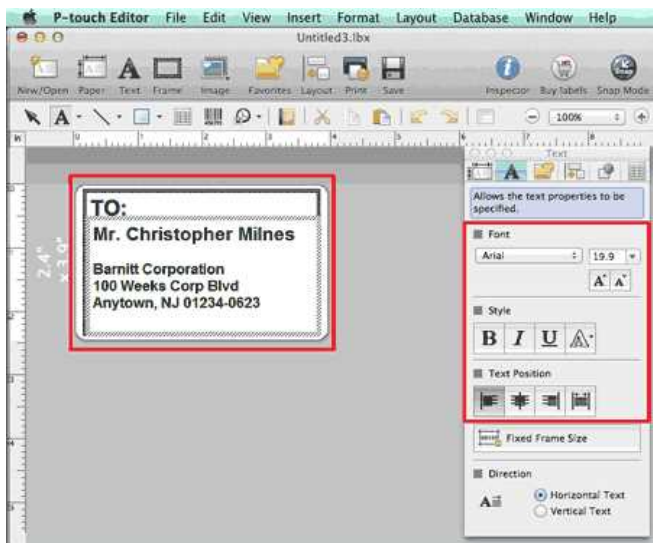 P-touch Editor File Edit View Insert Format Layout Database Window Help
Untitled3.lbx
New/Open Paper Text Frame Image Favorites Layout Print Save Inspector Buy labels Snap Mode
A 100%
Text
Allows the text properties to be
specified.
Font
Arial 19.9
A A
Style
B I U A
Text Position
Fixed Frame Size
Direction
A Horizontal Text
Vertical Text
2.4"
x 3.9"
TO:
Mr. Christopher Milnes
Barnitt Corporation
100 Weeks Corp Blvd
Anytown, NJ 01234-0623